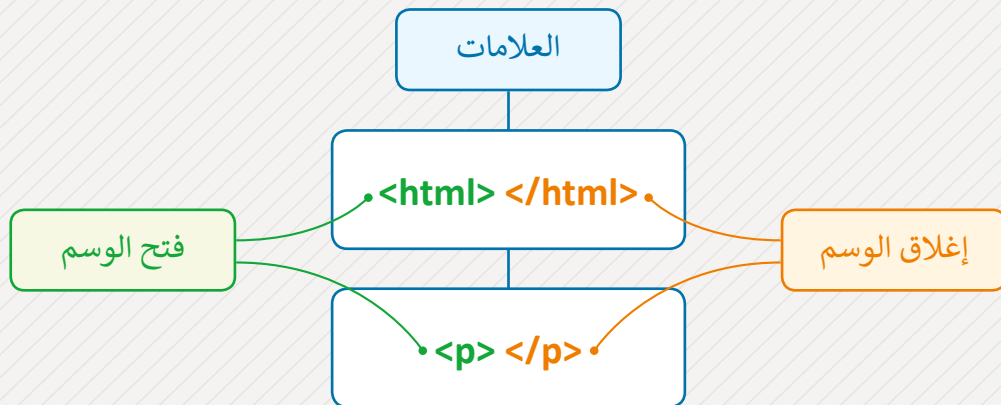 العلامات
<html> </html>
إغلاق الوسم
فتح الوسم
<p> </p>